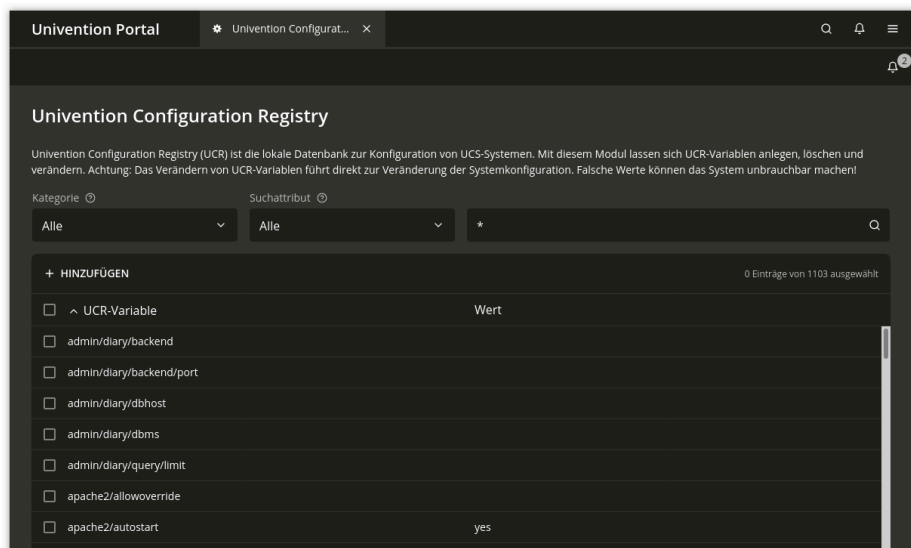 Univention Portal
Univention Configurat...
2
Univention Configuration Registry
Univention Configuration Registry (UCR) ist die lokale Datenbank zur Konfiguration von UCS-Systemen. Mit diesem Modul lassen sich UCR-Variablen anlegen, löschen und
verändern. Achtung: Das Verändern von UCR-Variablen führt direkt zur Veränderung der Systemkonfiguration. Falsche Werte können das System unbrauchbar machen!
Kategorie Suchattribut
Alle Alle *
+ HINZUFÜGEN 0 Einträge von 1103 ausgewählt
UCR-Variable Wert
admin/diary/backend
admin/diary/backend/port
admin/diary/dbhost
admin/diary/dbms
admin/diary/query/limit
apache2/allowoverride
apache2/autostart yes